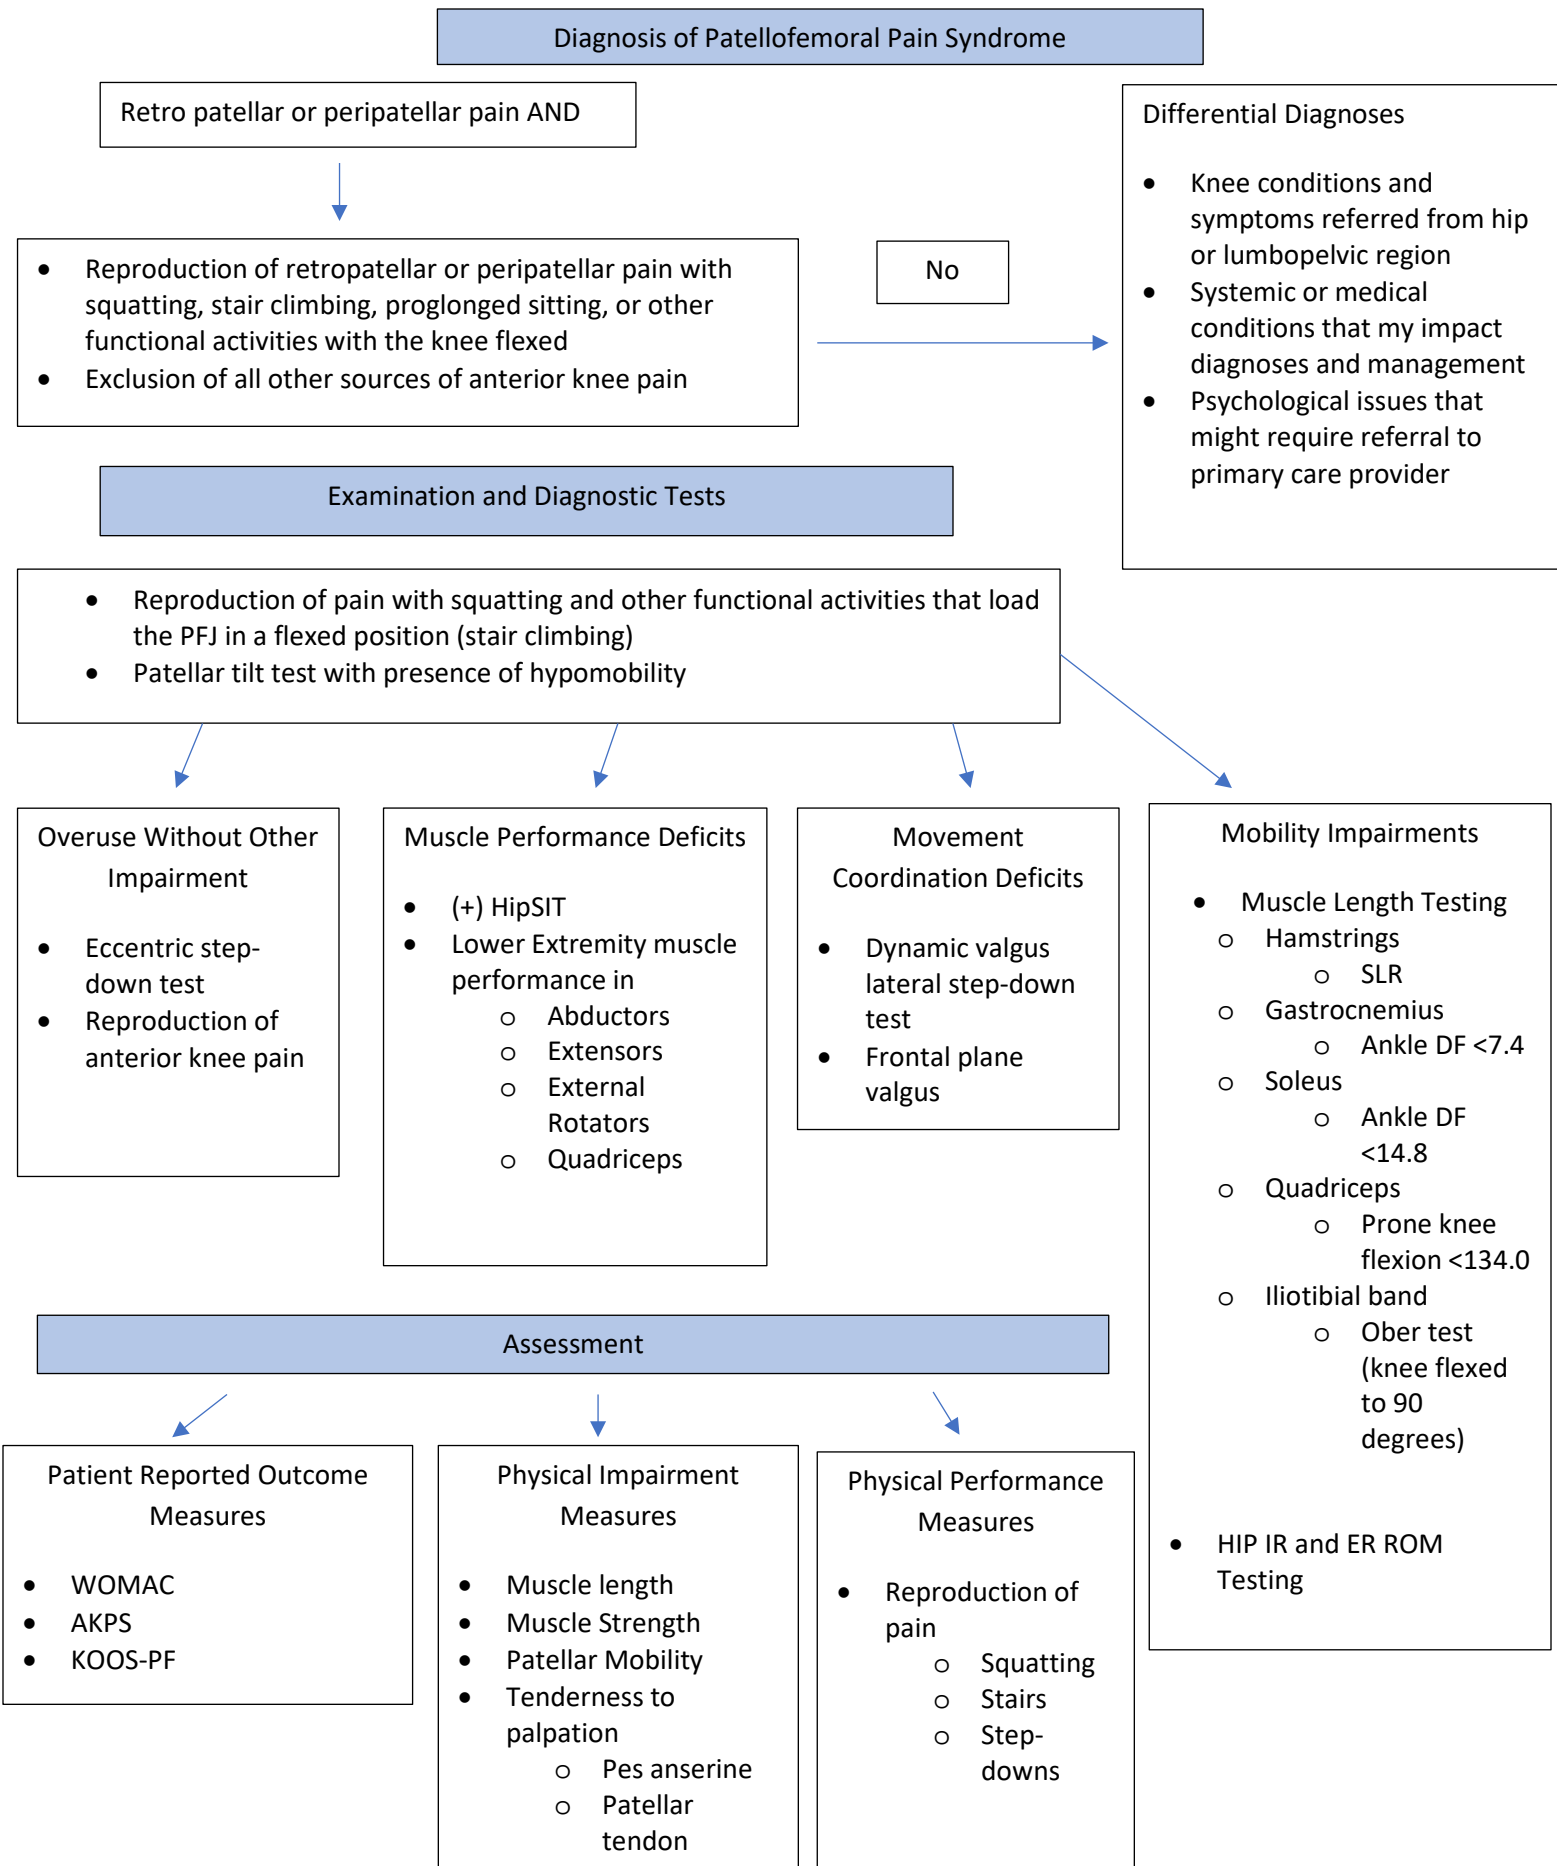 Diagnosis of Patellofemoral Pain Syndrome
Retro patellar or peripatellar pain AND
• Reproduction of retropatellar or peripatellar pain with
squatting, stair climbing, proglonged sitting, or other
functional activities with the knee flexed
• Exclusion of all other sources of anterior knee pain
No
Differential Diagnoses
• Knee conditions and
symptoms referred from hip
or lumbopelvic region
• Systemic or medical
conditions that my impact
diagnoses and management
• Psychological issues that
might require referral to
primary care provider
Examination and Diagnostic Tests
• Reproduction of pain with squatting and other functional activities that load
the PFJ in a flexed position (stair climbing)
• Patellar tilt test with presence of hypomobility
Overuse Without Other
Impairment
• Eccentric step-
down test
• Reproduction of
anterior knee pain
Muscle Performance Deficits
• (+) HipSIT
• Lower Extremity muscle
performance in
o Abductors
o Extensors
o External
Rotators
o Quadriceps
Movement
Coordination Deficits
• Dynamic valgus
lateral step-down
test
• Frontal plane
valgus
Mobility Impairments
• Muscle Length Testing
o Hamstrings
o SLR
o Gastrocnemius
o Ankle DF <7.4
o Soleus
o Ankle DF
<14.8
o Quadriceps
o Prone knee
flexion <134.0
o Iliotibial band
o Ober test
(knee flexed
to 90
degrees)
• HIP IR and ER ROM
Testing
Assessment
Patient Reported Outcome
Measures
• WOMAC
• AKPS
• KOOS-PF
Physical Impairment
Measures
• Muscle length
• Muscle Strength
• Patellar Mobility
• Tenderness to
palpation
o Pes anserine
o Patellar
tendon
Physical Performance
Measures
• Reproduction of
pain
o Squatting
o Stairs
o Step-
downs